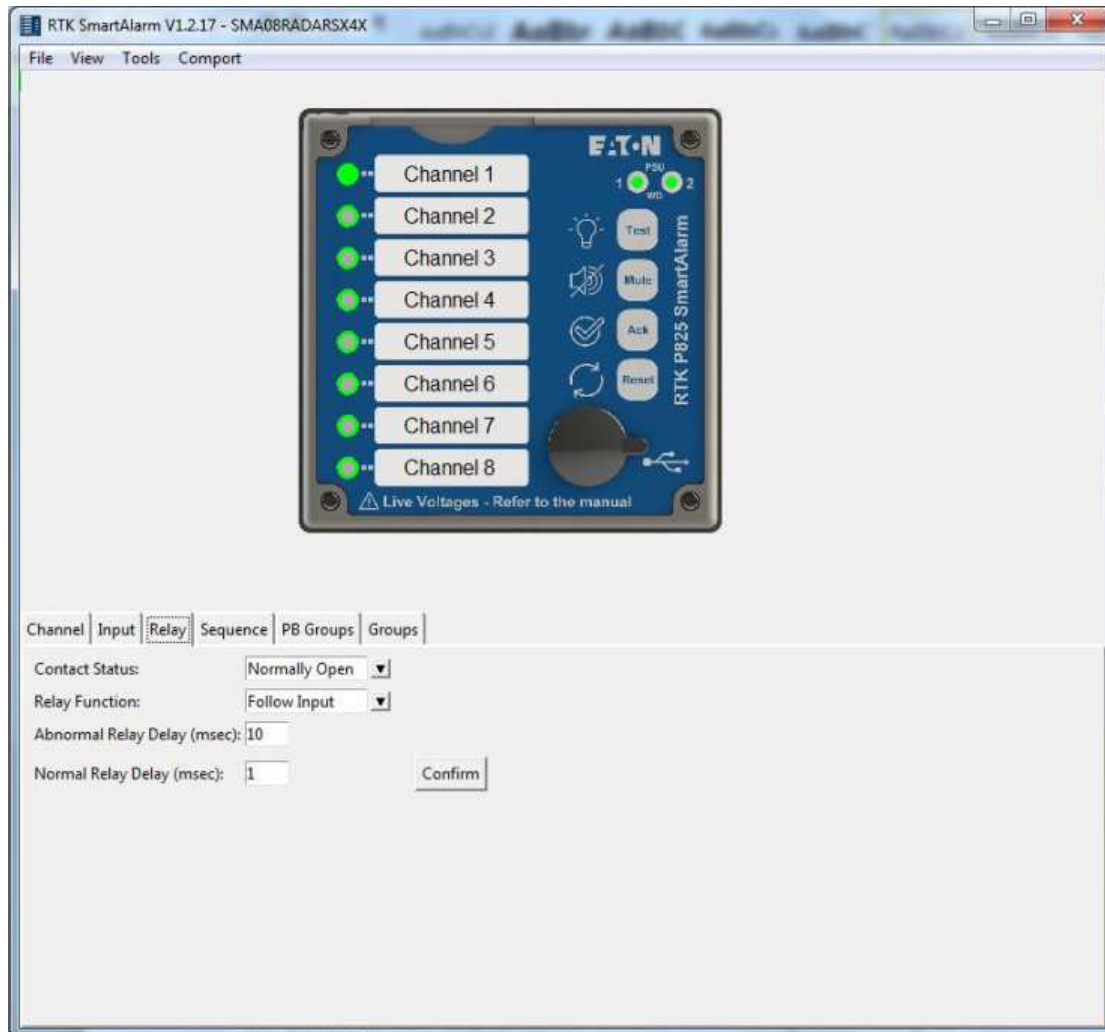 RTK SmartAlarm V1.2.17 - SMA08RADARSX4X
File View Tools Comport
EATON
PSU
1 2
WD
Channel 1
Channel 2
Channel 3
Channel 4
Channel 5
Channel 6
Channel 7
Channel 8
Test
Mute
Ack
Reset
RTK P825 SmartAlarm
Live Voltages - Refer to the manual
Channel Input Relay Sequence PB Groups Groups
Contact Status: Normally Open
Relay Function: Follow Input
Abnormal Relay Delay (msec): 10
Normal Relay Delay (msec): 1 Confirm